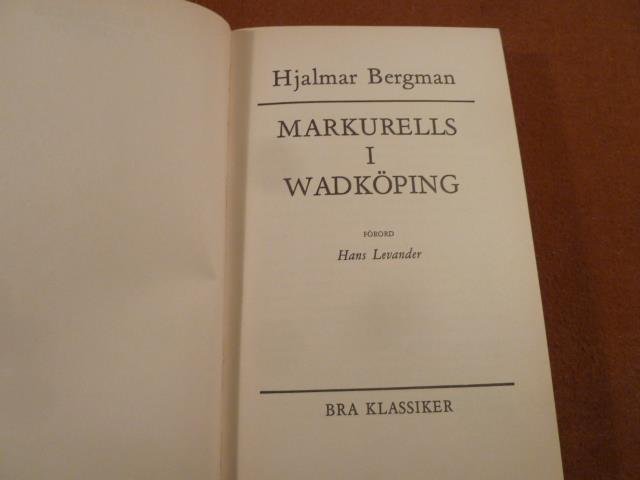 Hjalmar Bergman
MARKURELLS
I
WADKÖPING
FÖRORD
Hans Levander
BRA KLASSIKER